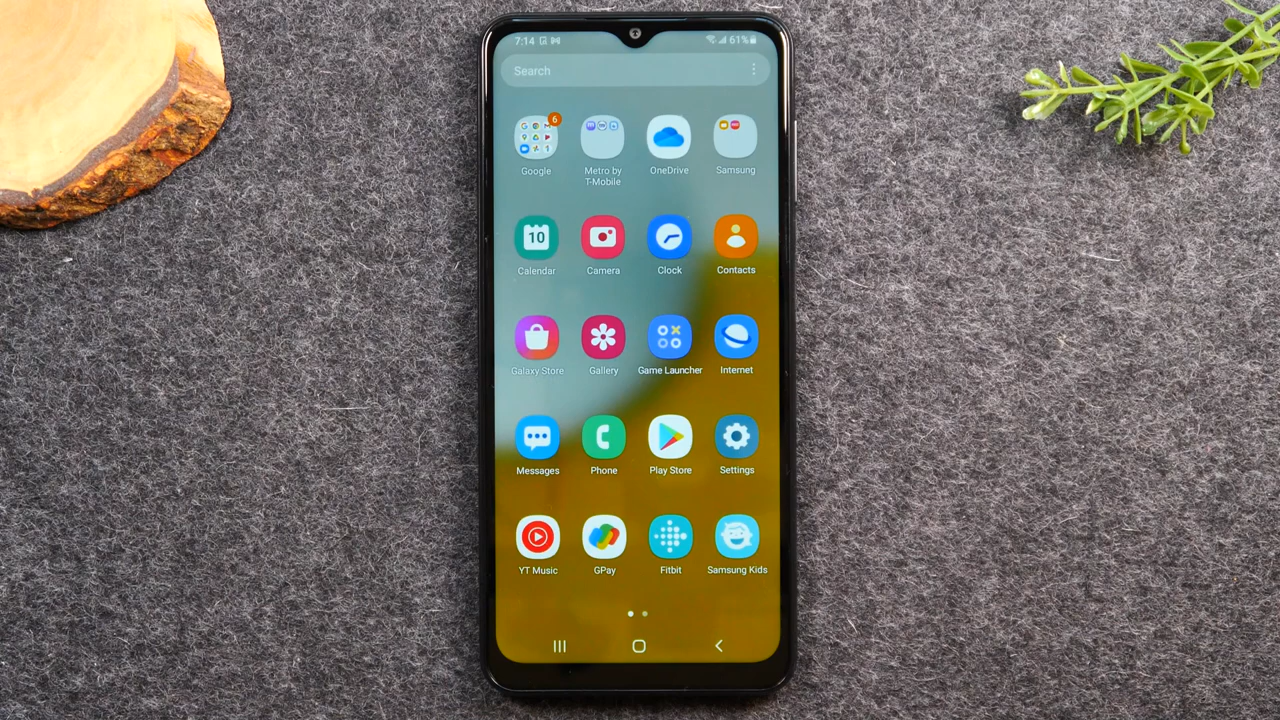 7:14
61%
Search
6
Google
Metro by
T-Mobile
OneDrive
Samsung
10
Calendar
Camera
Clock
Contacts
Galaxy Store
Gallery
Game Launcher
Internet
Messages
Phone
Play Store
Settings
YT Music
GPay
Fitbit
Samsung Kids